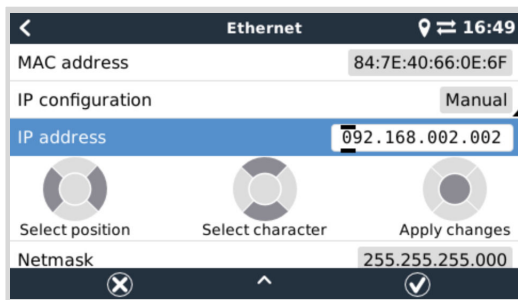 Ethernet 16:49
MAC address 84:7E:40:66:0E:6F
IP configuration Manual
IP address 092.168.002.002
Select position Select character Apply changes
Netmask 255.255.255.000